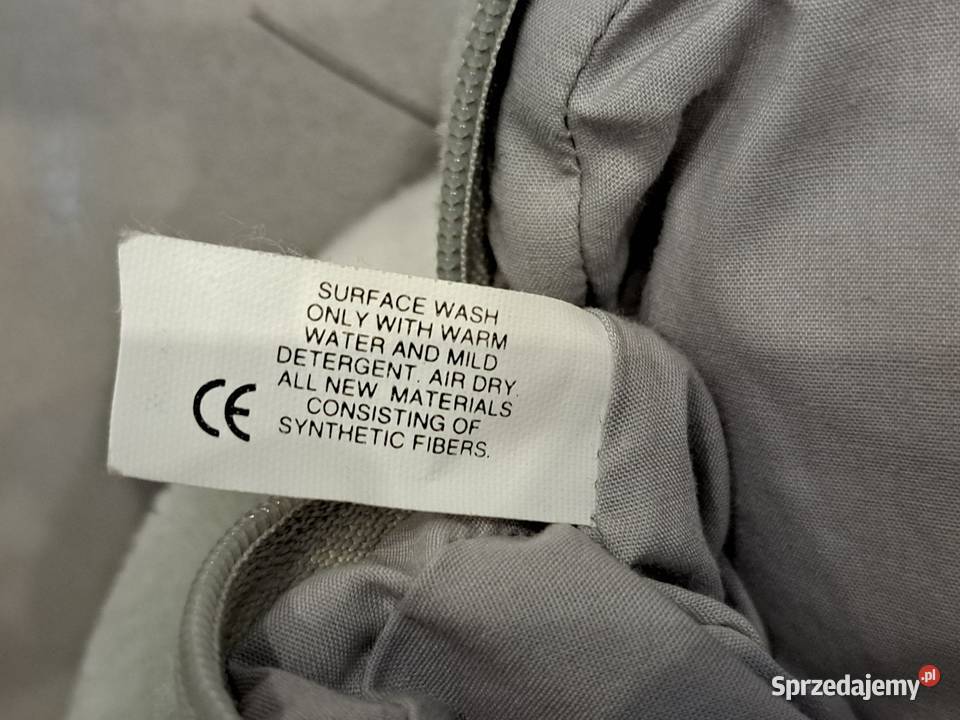 SURFACE WASH
ONLY WITH WARM
WATER AND MILD
DETERGENT. AIR DRY.
ALL NEW MATERIALS
CONSISTING OF
SYNTHETIC FIBERS.
CE
Sprzedajemy.pl